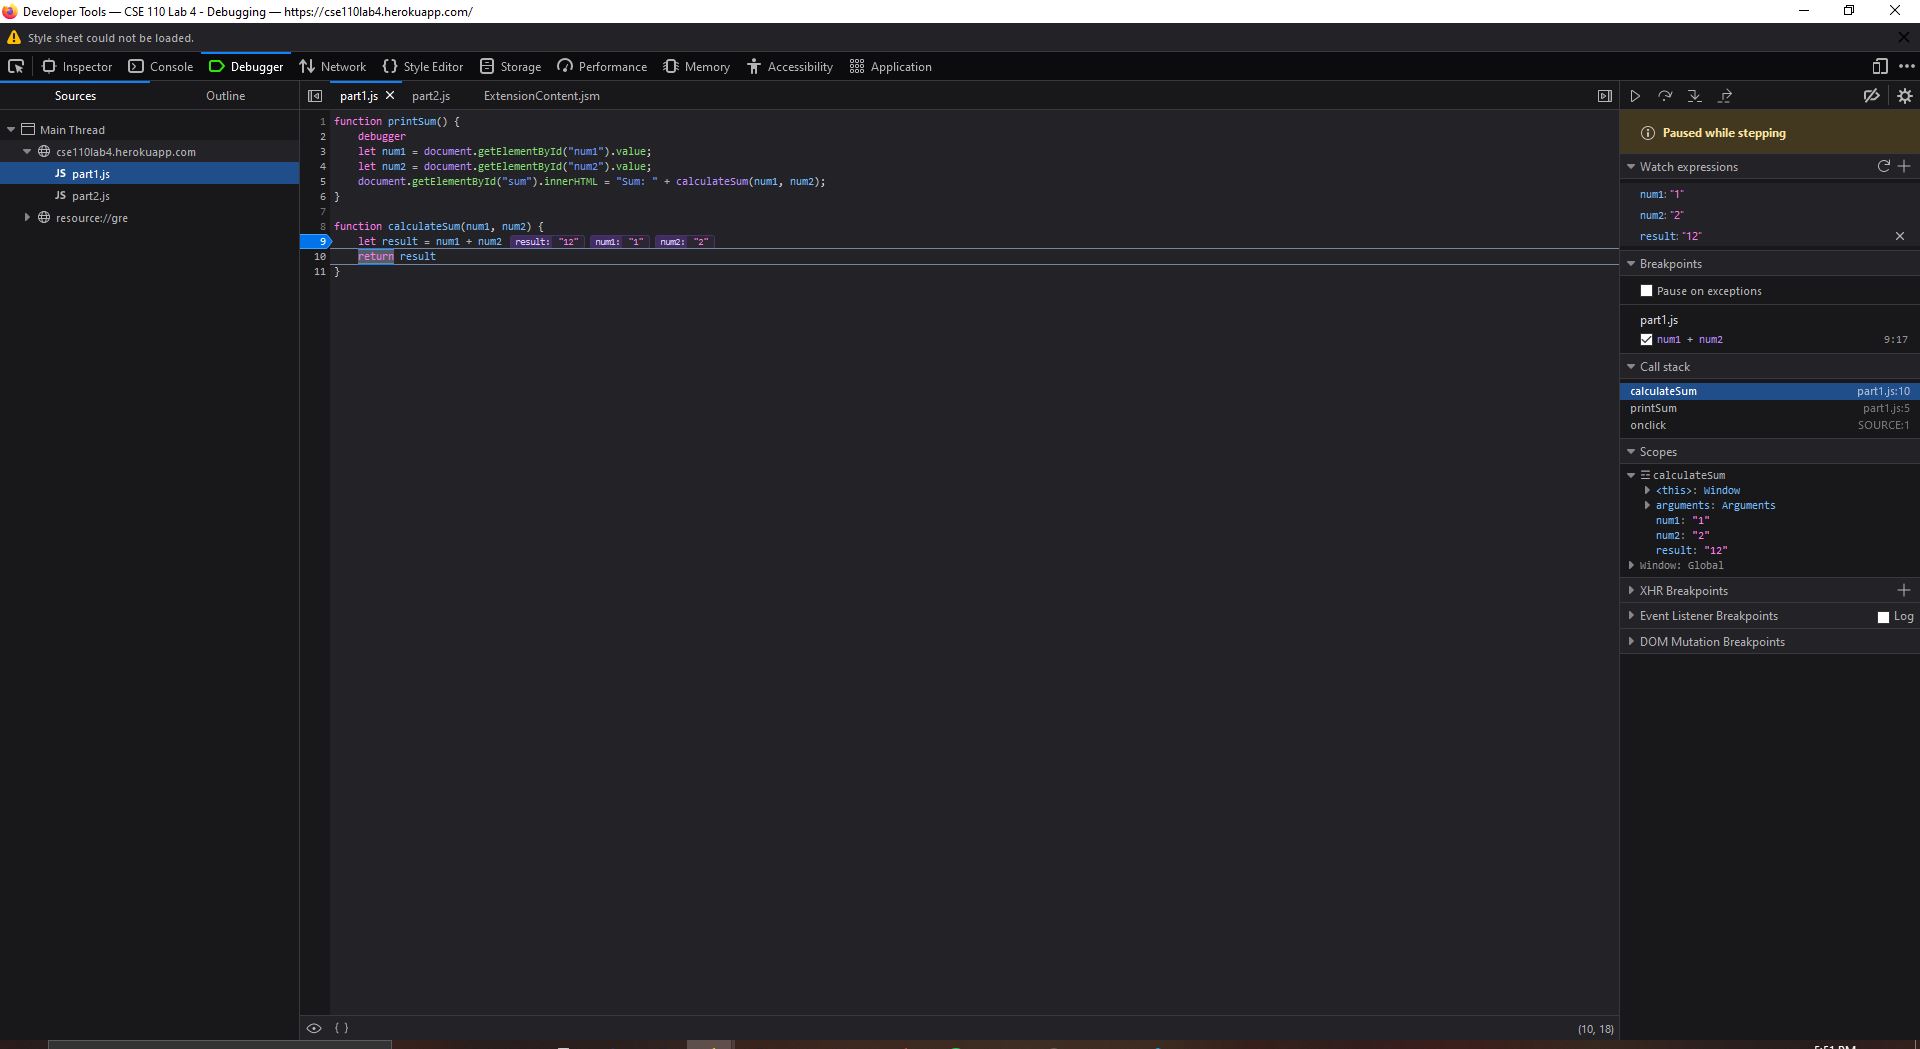 Developer Tools — CSE 110 Lab 4 - Debugging — https://cse110lab4.herokuapp.com/
Style sheet could not be loaded.
Inspector Console Debugger Network Style Editor Storage Performance Memory Accessibility Application
Sources Outline
Main Thread
cse110lab4.herokuapp.com
JS part1.js
JS part2.js
resource://gre
part1.js part2.js ExtensionContent.jsm
1 function printSum() {
2 debugger
3 let num1 = document.getElementById("num1").value;
4 let num2 = document.getElementById("num2").value;
5 document.getElementById("sum").innerHTML = "Sum: " + calculateSum(num1, num2);
6 }
7
8 function calculateSum(num1, num2) {
9 let result = num1 + num2 result: "12" num1: "1" num2: "2"
10 return result
11 }
{ } (10, 18)
Paused while stepping
Watch expressions
num1: "1"
num2: "2"
result: "12"
Breakpoints
Pause on exceptions
part1.js
num1 + num2 9:17
Call stack
calculateSum part1.js:10
printSum part1.js:5
onclick SOURCE:1
Scopes
calculateSum
<this>: Window
arguments: Arguments
num1: "1"
num2: "2"
result: "12"
Window: Global
XHR Breakpoints
Event Listener Breakpoints Log
DOM Mutation Breakpoints